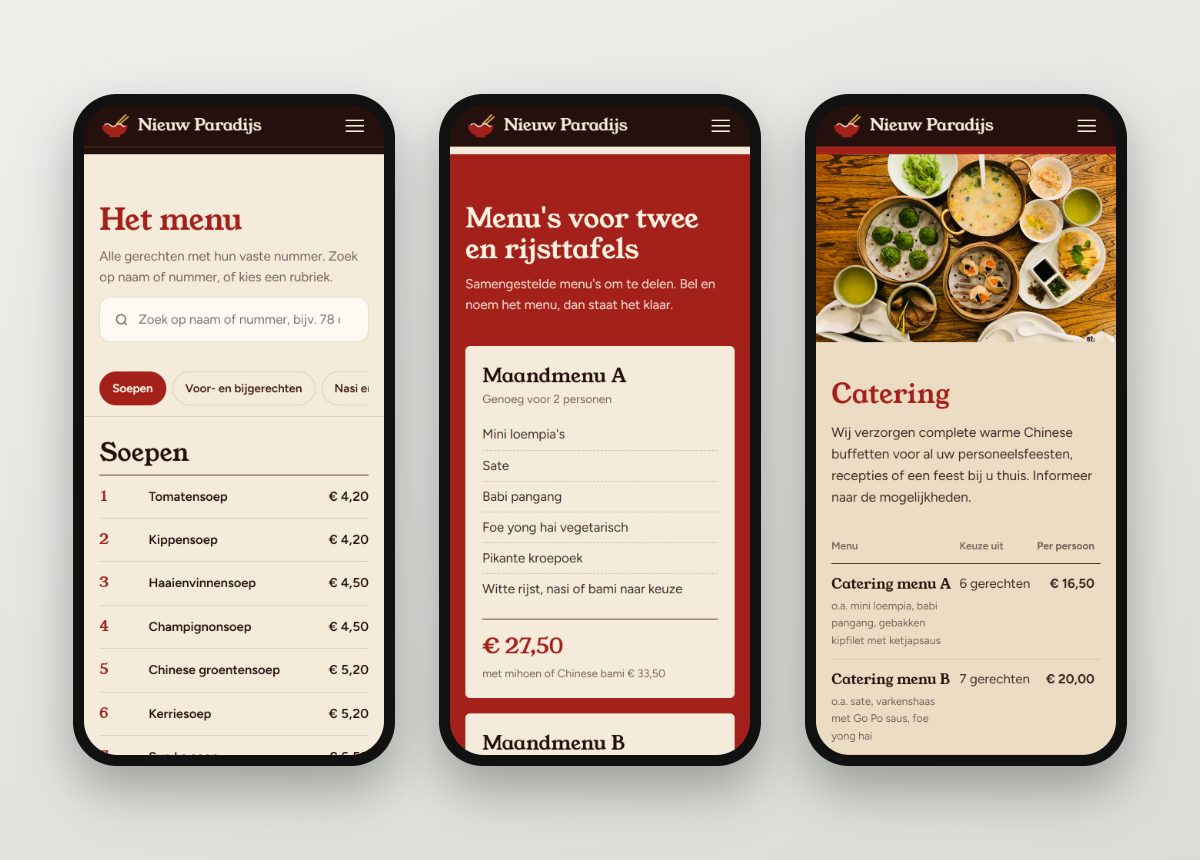 Nieuw Paradijs
Het menu
Alle gerechten met hun vaste nummer. Zoek
op naam of nummer, of kies een rubriek.
Zoek op naam of nummer, bijv. 78
Soepen
Voor- en bijgerechten
Nasi
Soepen
1 Tomatensoep € 4,20
2 Kippensoep € 4,20
3 Haaienvinnensoep € 4,50
4 Champignonsoep € 4,50
5 Chinese groentensoep € 5,20
6 Kerriesoep € 5,20
Nieuw Paradijs
Menu's voor twee
en rijsttafels
Samengestelde menu's om te delen. Bel en
noem het menu, dan staat het klaar.
Maandmenu A
Genoeg voor 2 personen
Mini loempia's
Sate
Babi pangang
Foe yong hai vegetarisch
Pikante kroepoek
Witte rijst, nasi of bami naar keuze
€ 27,50
met mihoen of Chinese bami € 33,50
Maandmenu B
Nieuw Paradijs
Catering
Wij verzorgen complete warme Chinese
buffetten voor al uw personeelsfeesten,
recepties of een feest bij u thuis. Informeer
naar de mogelijkheden.
Menu Keuze uit Per persoon
Catering menu A 6 gerechten € 16,50
o.a. mini loempia, babi
pangang, gebakken
kipfilet met ketjapsaus
Catering menu B 7 gerechten € 20,00
o.a. sate, varkenshaas
met Go Po saus, foe
yong hai